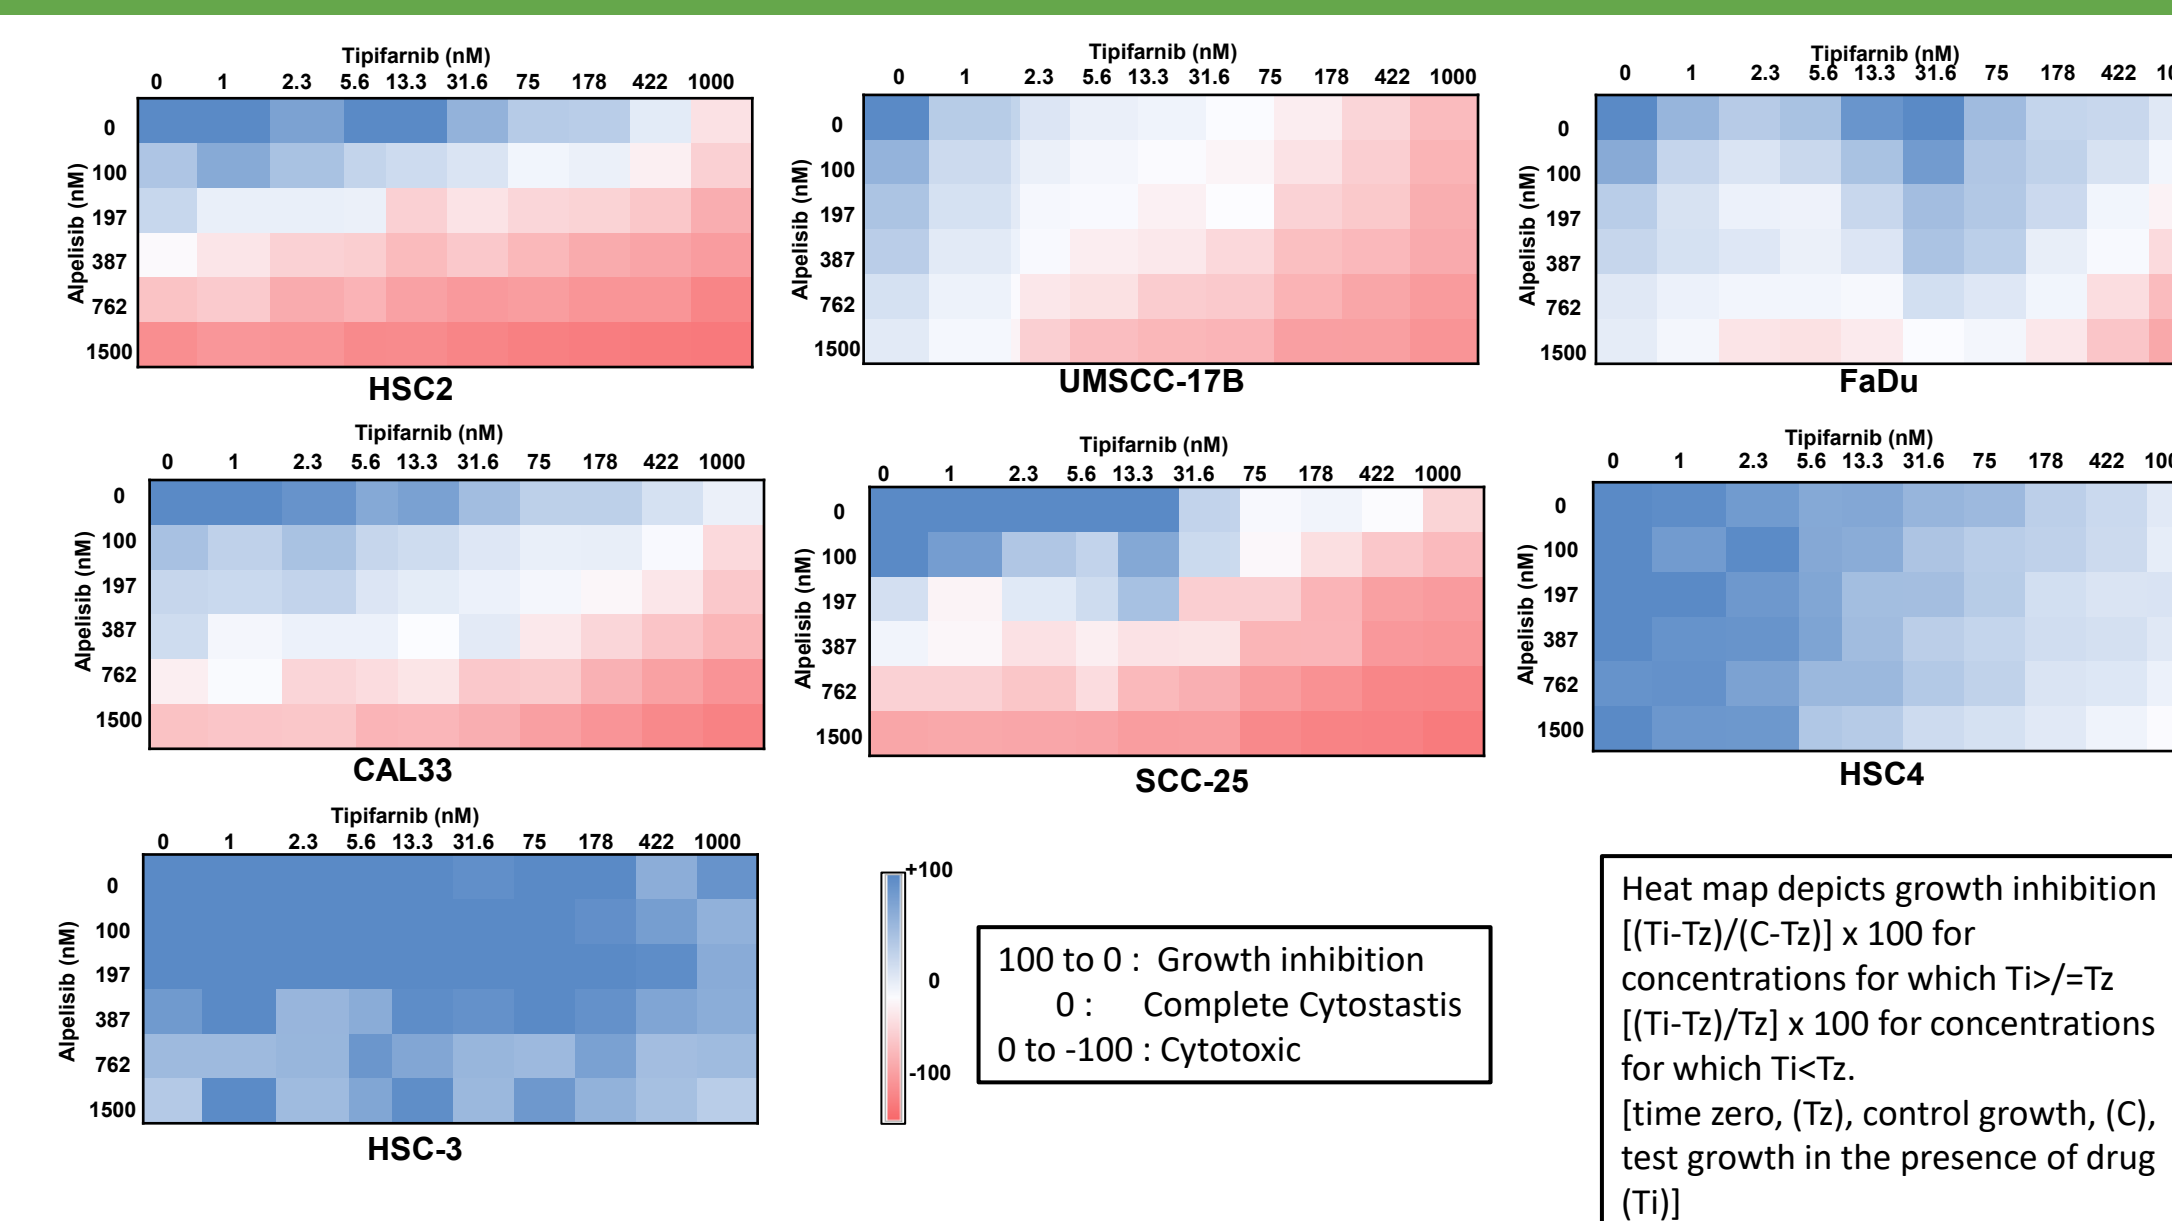 Tipifarnib (nM)
0 1 2.3 5.6 13.3 31.6 75 178 422 1000
Alpelisib (nM)
0
100
197
387
762
1500
HSC2
Tipifarnib (nM)
0 1 2.3 5.6 13.3 31.6 75 178 422 1000
Alpelisib (nM)
0
100
197
387
762
1500
UMSCC-17B
Tipifarnib (nM)
0 1 2.3 5.6 13.3 31.6 75 178 422
Alpelisib (nM)
0
100
197
387
762
1500
FaDu
Tipifarnib (nM)
0 1 2.3 5.6 13.3 31.6 75 178 422 1000
Alpelisib (nM)
0
100
197
387
762
1500
CAL33
Tipifarnib (nM)
0 1 2.3 5.6 13.3 31.6 75 178 422 1000
Alpelisib (nM)
0
100
197
387
762
1500
SCC-25
Tipifarnib (nM)
0 1 2.3 5.6 13.3 31.6 75 178 422
Alpelisib (nM)
0
100
197
387
762
1500
HSC4
Tipifarnib (nM)
0 1 2.3 5.6 13.3 31.6 75 178 422 1000
Alpelisib (nM)
0
100
197
387
762
1500
HSC-3
+100
0
-100
100 to 0 : Growth inhibition
0 : Complete Cytostastis
0 to -100 : Cytotoxic
Heat map depicts growth inhibition
[(Ti-Tz)/(C-Tz)] x 100 for
concentrations for which Ti>/=Tz
[(Ti-Tz)/Tz] x 100 for concentrations
for which Ti<Tz.
[time zero, (Tz), control growth, (C),
test growth in the presence of drug
(Ti)]